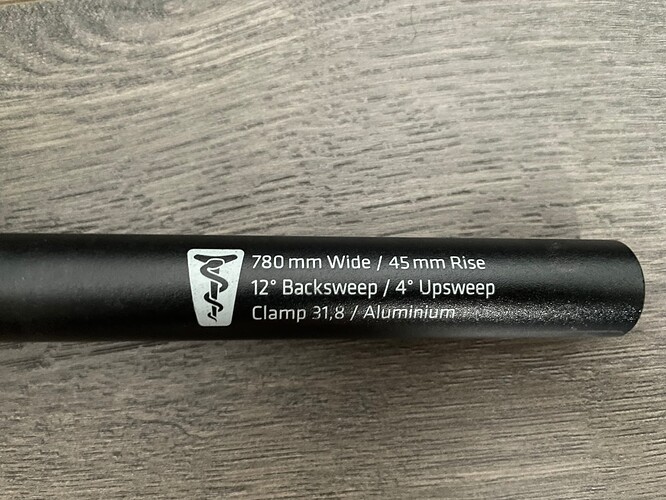 780 mm Wide / 45 mm Rise
12° Backsweep / 4° Upsweep
Clamp 31,8 / Aluminium